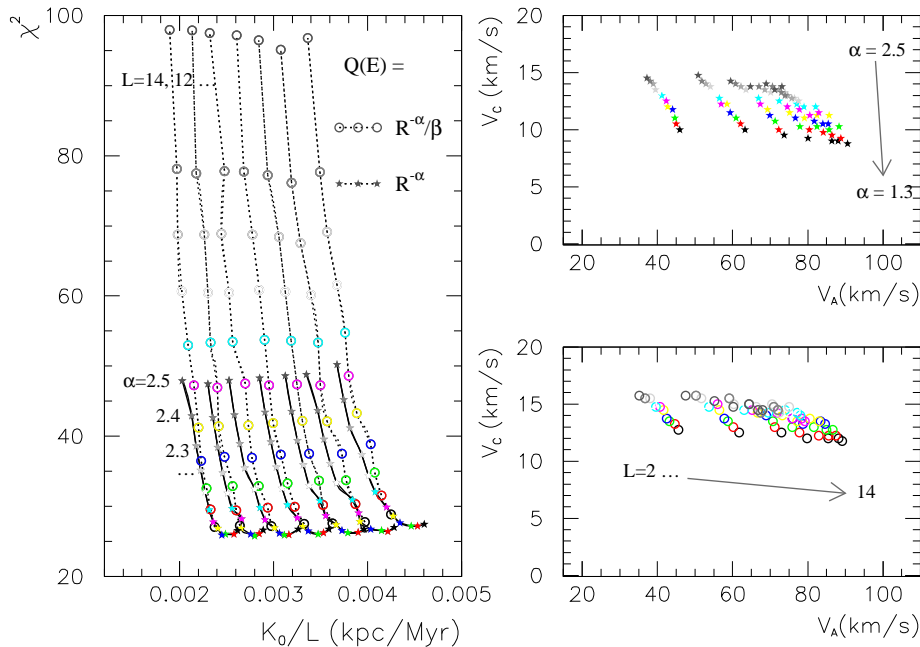 χ²
100
80
60
40
20
L=14, 12 ...
Q(E) =
R^-α/β
R^-α
α=2.5
2.4
2.3
....
0.002
0.003
0.004
0.005
K₀/L (kpc/Myr)
V_C (km/s)
20
15
10
5
0
α = 2.5
α = 1.3
20
40
60
80
100
V_A(km/s)
V_C (km/s)
20
15
10
5
0
L=2 ...
14
20
40
60
80
100
V_A(km/s)